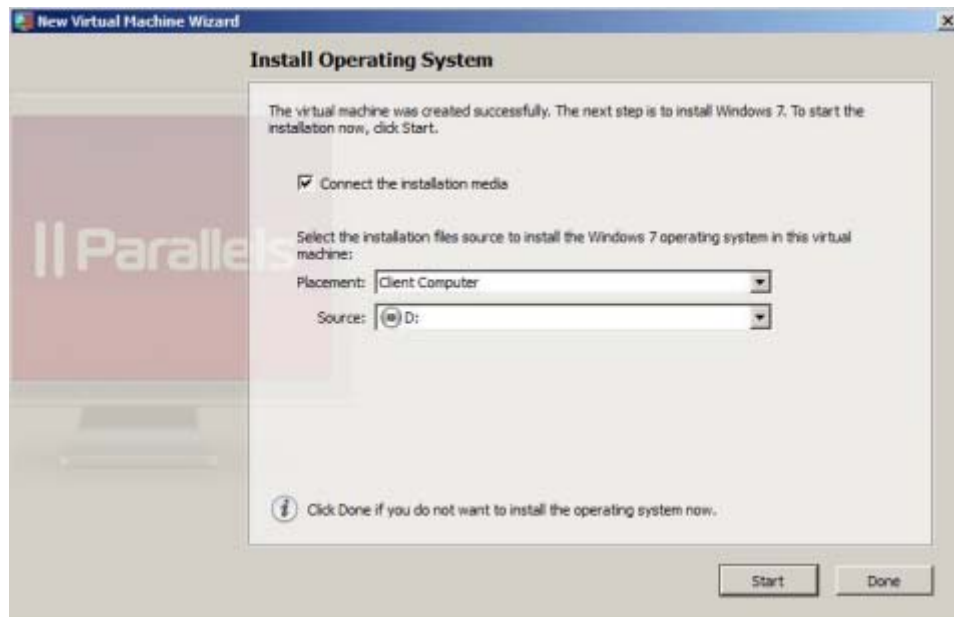 New Virtual Machine Wizard
Install Operating System
The virtual machine was created successfully. The next step is to install Windows 7. To start the
installation now, click Start.
Connect the installation media
Select the installation files source to install the Windows 7 operating system in this virtual
machine:
|| Parallels
Placement: Client Computer
Source: D:
Click Done if you do not want to install the operating system now.
Start Done